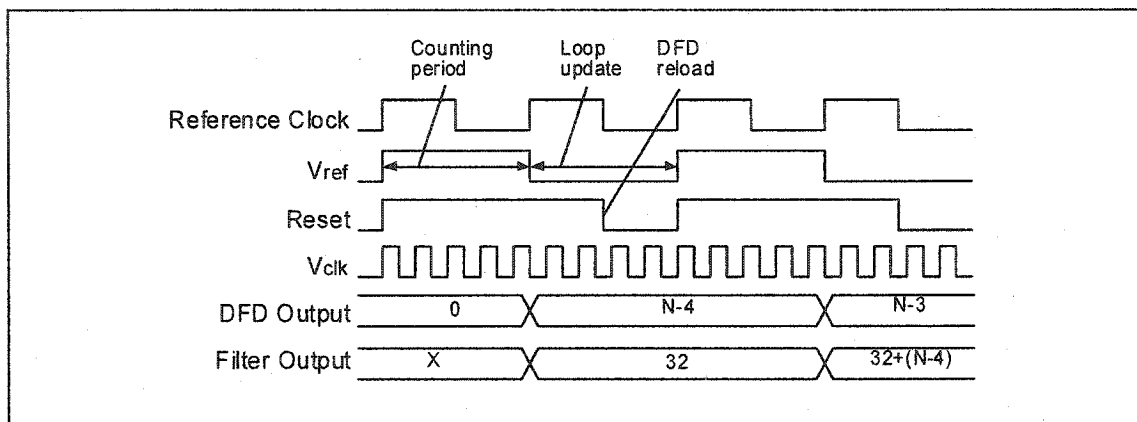 Counting
period
Loop
update
DFD
reload
Reference Clock
Vref
Reset
Vclk
DFD Output
0
N-4
N-3
Filter Output
X
32
32+(N-4)